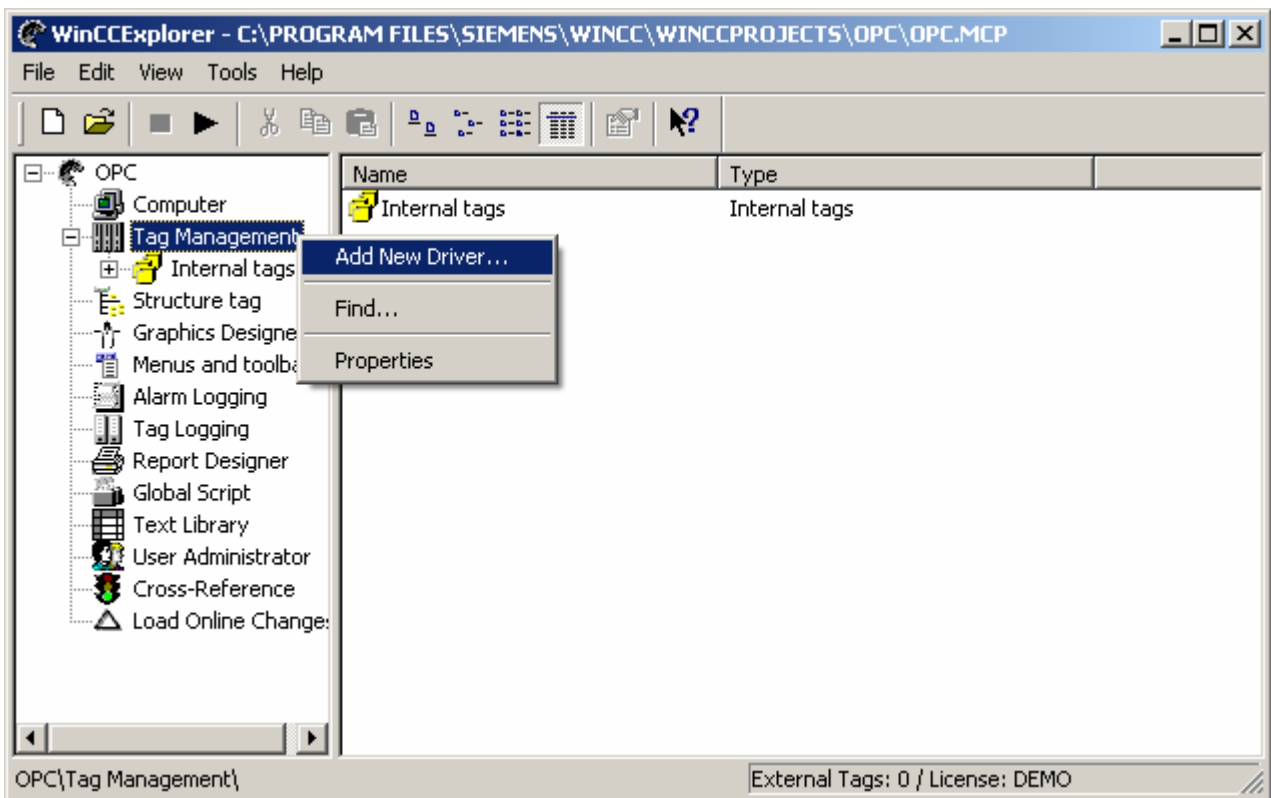 WinCCExplorer - C:\PROGRAM FILES\SIEMENS\WINCC\WINCCPROJECTS\OPC\OPC.MCP
File Edit View Tools Help
OPC
Computer
Tag Management
Internal tags
Structure tag
Graphics Designe
Menus and toolba
Alarm Logging
Tag Logging
Report Designer
Global Script
Text Library
User Administrator
Cross-Reference
Load Online Change
Name Type
Internal tags Internal tags
Add New Driver...
Find...
Properties
OPC\Tag Management\ External Tags: 0 / License: DEMO